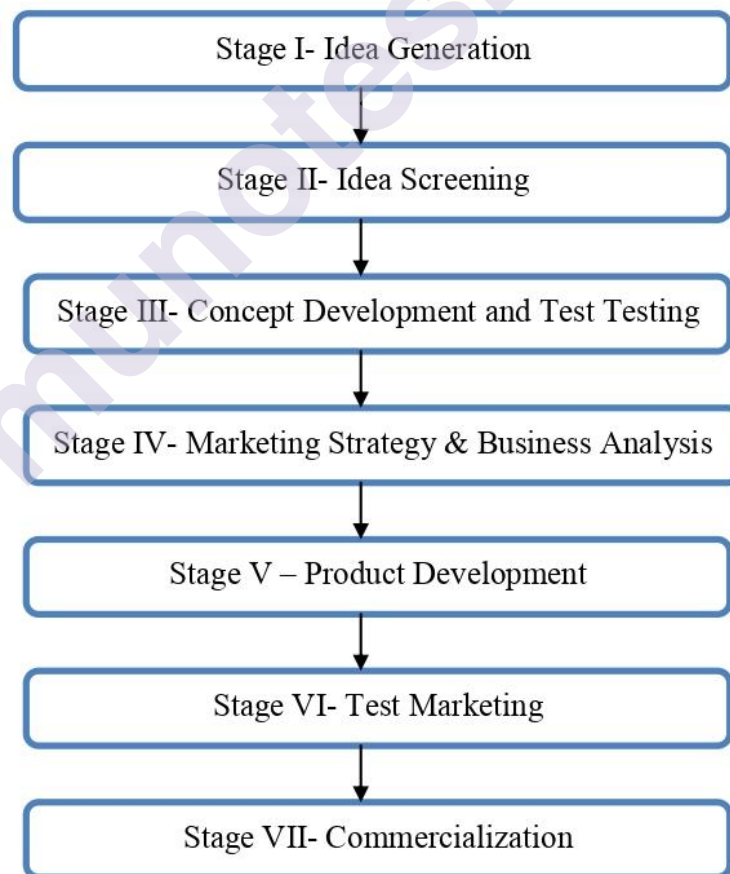 Stage I- Idea Generation
Stage II- Idea Screening
Stage III- Concept Development and Test Testing
Stage IV- Marketing Strategy & Business Analysis
Stage V – Product Development
Stage VI- Test Marketing
Stage VII- Commercialization
munotes